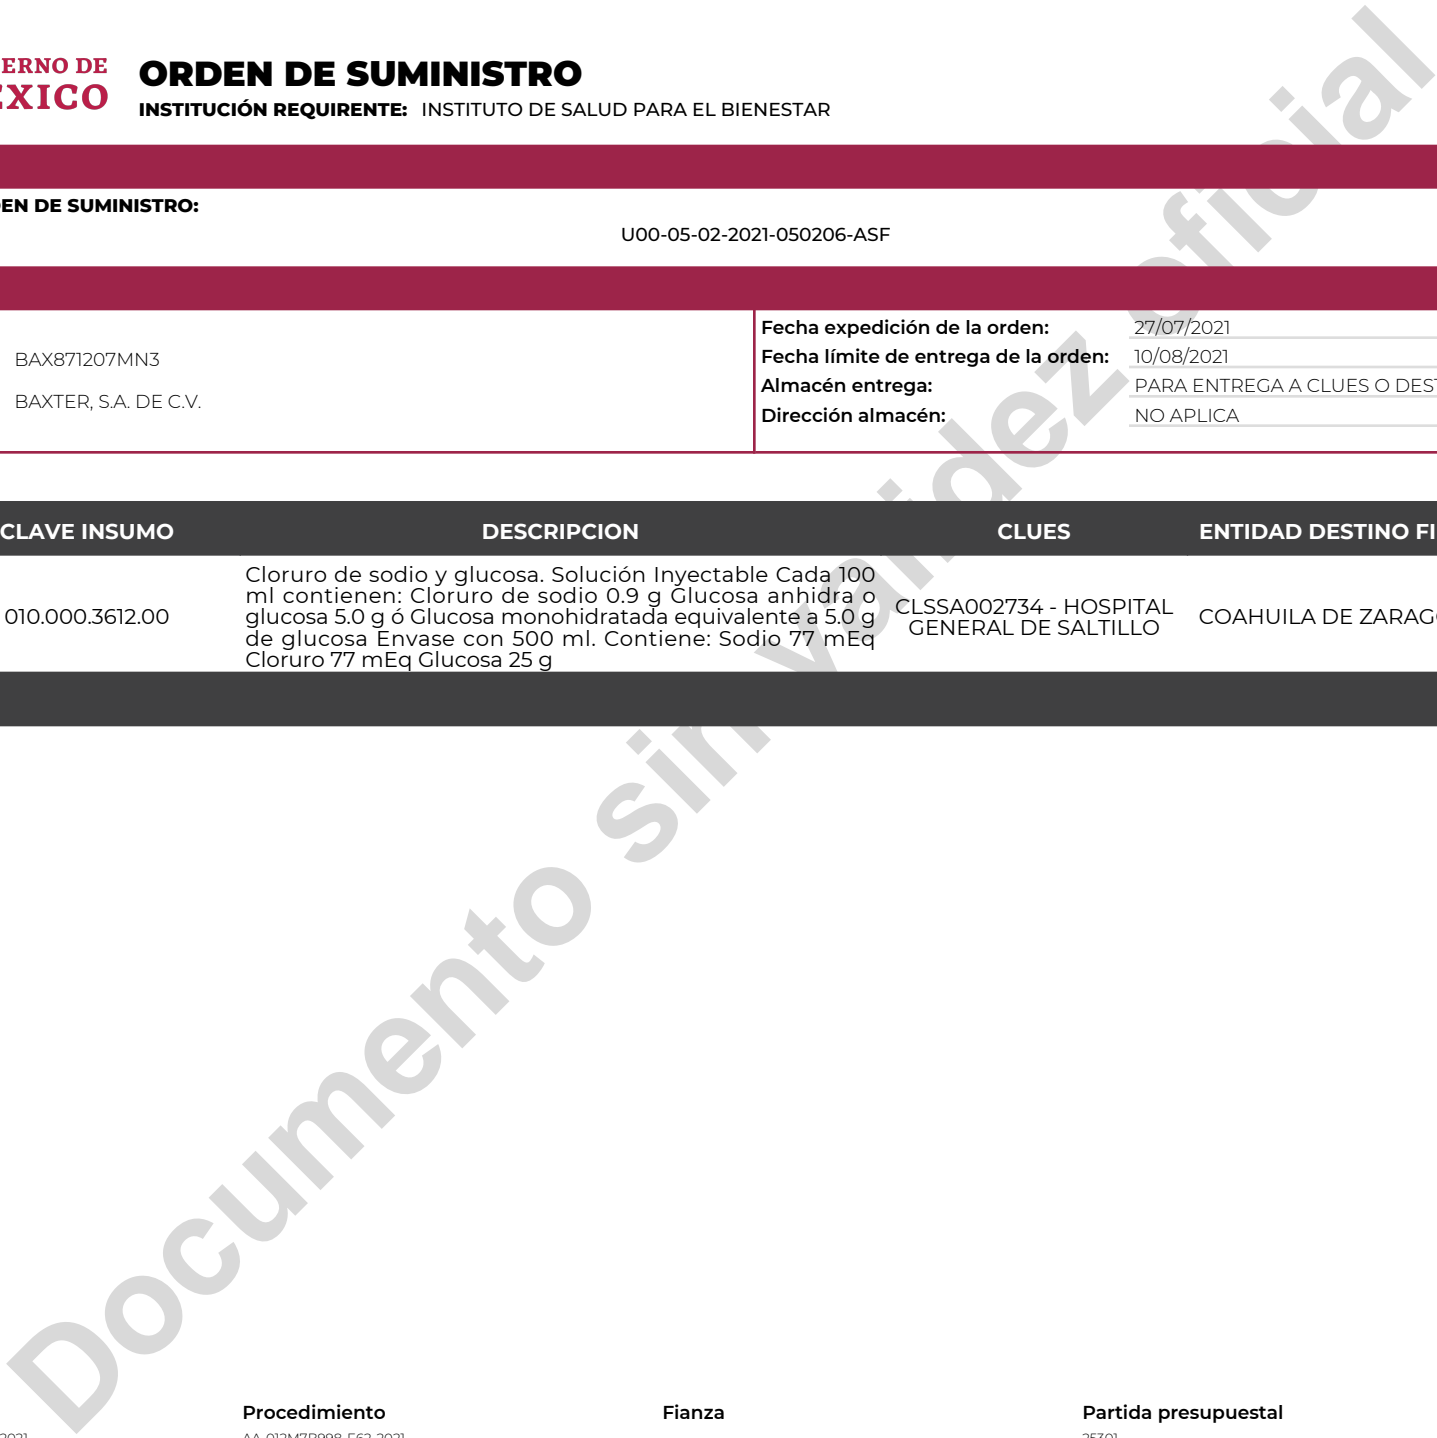 ERNO DE
EXICO
ORDEN DE SUMINISTRO
INSTITUCIÓN REQUIRENTE: INSTITUTO DE SALUD PARA EL BIENESTAR
EN DE SUMINISTRO:
U00-05-02-2021-050206-ASF
BAX871207MN3
BAXTER, S.A. DE C.V.
Fecha expedición de la orden: 27/07/2021
Fecha límite de entrega de la orden: 10/08/2021
Almacén entrega: PARA ENTREGA A CLUES O DEST
Dirección almacén: NO APLICA
CLAVE INSUMO DESCRIPCION CLUES ENTIDAD DESTINO FI
010.000.3612.00
Cloruro de sodio y glucosa. Solución Inyectable Cada 100
ml contienen: Cloruro de sodio 0.9 g Glucosa anhidra o
glucosa 5.0 g ó Glucosa monohidratada equivalente a 5.0 g
de glucosa Envase con 500 ml. Contiene: Sodio 77 mEq
Cloruro 77 mEq Glucosa 25 g
CLSSA002734 - HOSPITAL
GENERAL DE SALTILLO
COAHUILA DE ZARAG
Documento sin validez oficial
Procedimiento Fianza Partida presupuestal